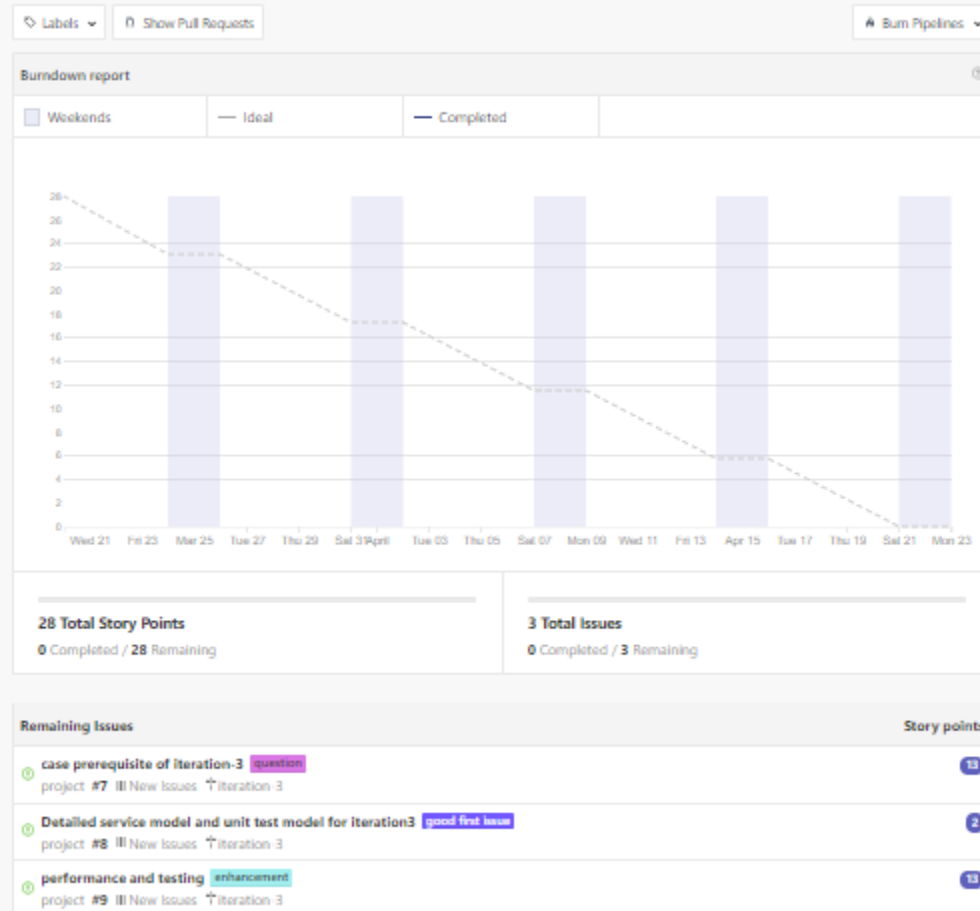 Labels Show Pull Requests Burn Pipelines
Burndown report
Weekends Ideal Completed
28
26
24
22
20
18
16
14
12
10
8
6
4
2
0
Wed 21 Fri 23 Mar 25 Tue 27 Thu 29 Sat 31 April Tue 03 Thu 05 Sat 07 Mon 09 Wed 11 Fri 13 Apr 15 Tue 17 Thu 19 Sat 21 Mon 23
28 Total Story Points
0 Completed / 28 Remaining
3 Total Issues
0 Completed / 3 Remaining
Remaining Issues Story points
case prerequisite of iteration-3 question 13
project #7 New Issues iteration-3
Detailed service model and unit test model for iteration3 good first issue 2
project #8 New Issues iteration-3
performance and testing enhancement 13
project #9 New Issues iteration-3